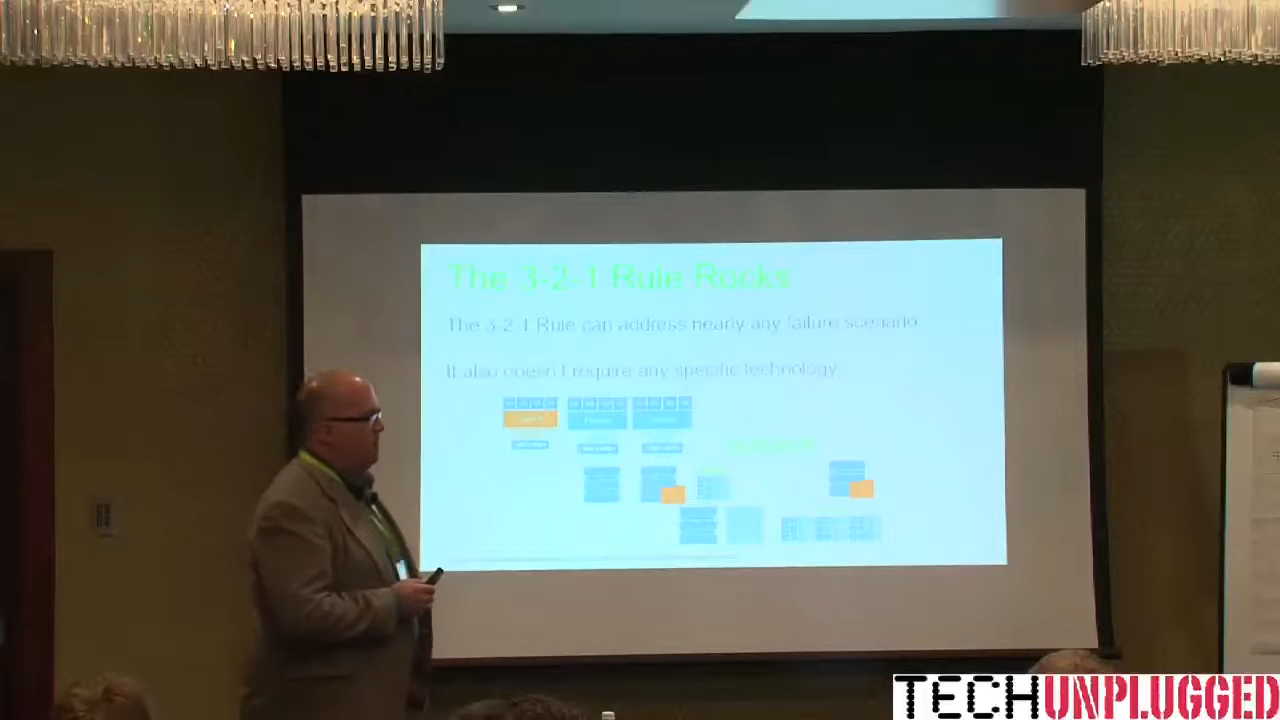 The 3-2-1 Rule Rocks
The 3-2-1 Rule can address nearly any failure scenario
It also doesn't require any specific technology.
TECHUNPLUGGED